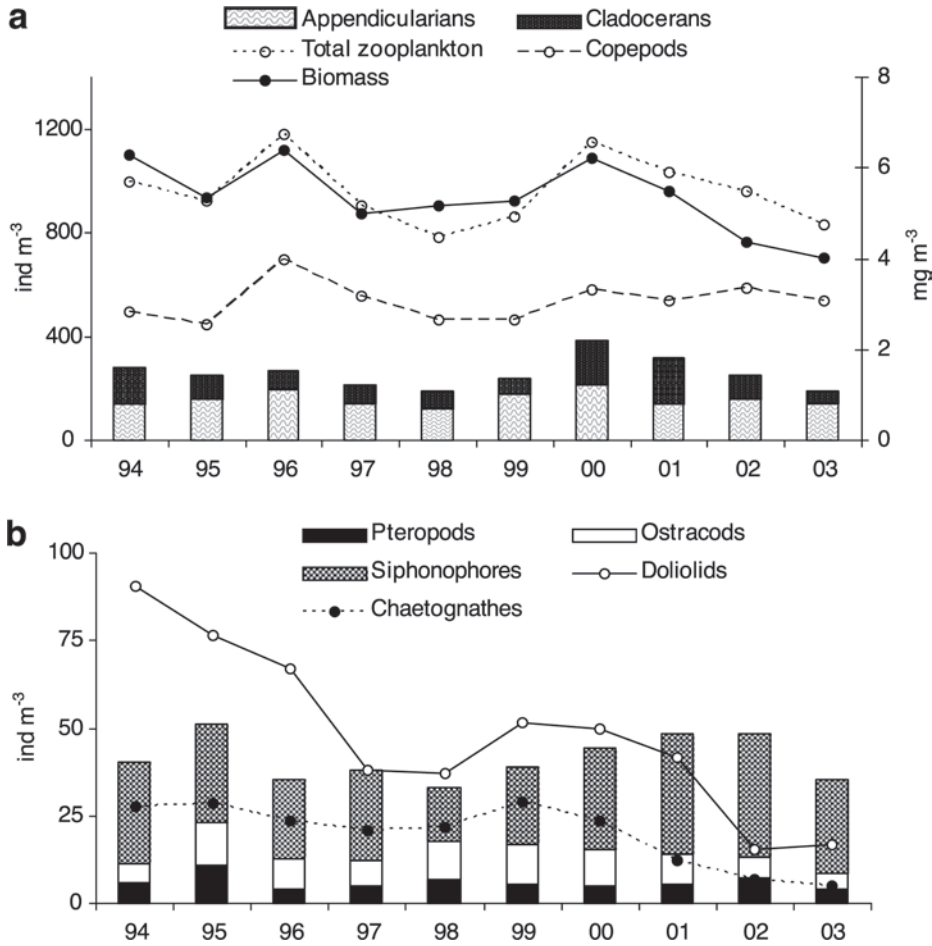 a
Appendicularians Cladocerans
Total zooplankton Copepods
Biomass
8
1200
6
800
ind m⁻³
4
mg m⁻³
400
2
0 0
94 95 96 97 98 99 00 01 02 03
b
Pteropods Ostracods
100
Siphonophores Doliolids
Chaetognathes
75
ind m⁻³
50
25
0
94 95 96 97 98 99 00 01 02 03